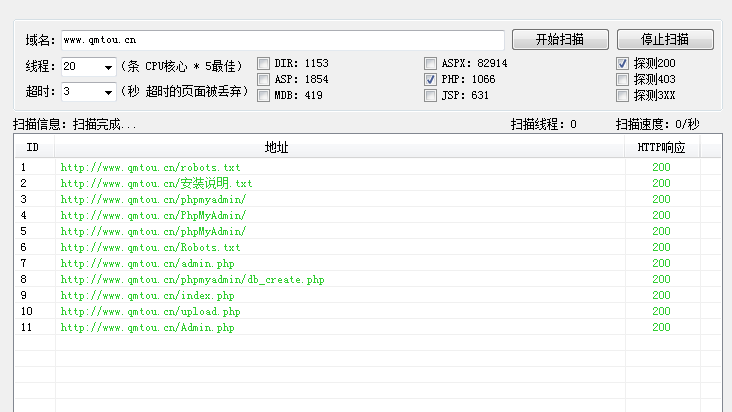 域名: www.qmtou.cn 开始扫描 停止扫描
线程: 20 (条 CPU核心 * 5最佳) DIR: 1153 ASPX: 82914 探测200
ASP: 1854 PHP: 1066 探测403
超时: 3 (秒 超时的页面被丢弃) MDB: 419 JSP: 631 探测3XX
扫描信息: 扫描完成... 扫描线程: 0 扫描速度: 0/秒
ID 地址 HTTP响应
1 http://www.qmtou.cn/robots.txt 200
2 http://www.qmtou.cn/安装说明.txt 200
3 http://www.qmtou.cn/phpmyadmin/ 200
4 http://www.qmtou.cn/PhpMyAdmin/ 200
5 http://www.qmtou.cn/phpMyAdmin/ 200
6 http://www.qmtou.cn/Robots.txt 200
7 http://www.qmtou.cn/admin.php 200
8 http://www.qmtou.cn/phpmyadmin/db_create.php 200
9 http://www.qmtou.cn/index.php 200
10 http://www.qmtou.cn/upload.php 200
11 http://www.qmtou.cn/Admin.php 200